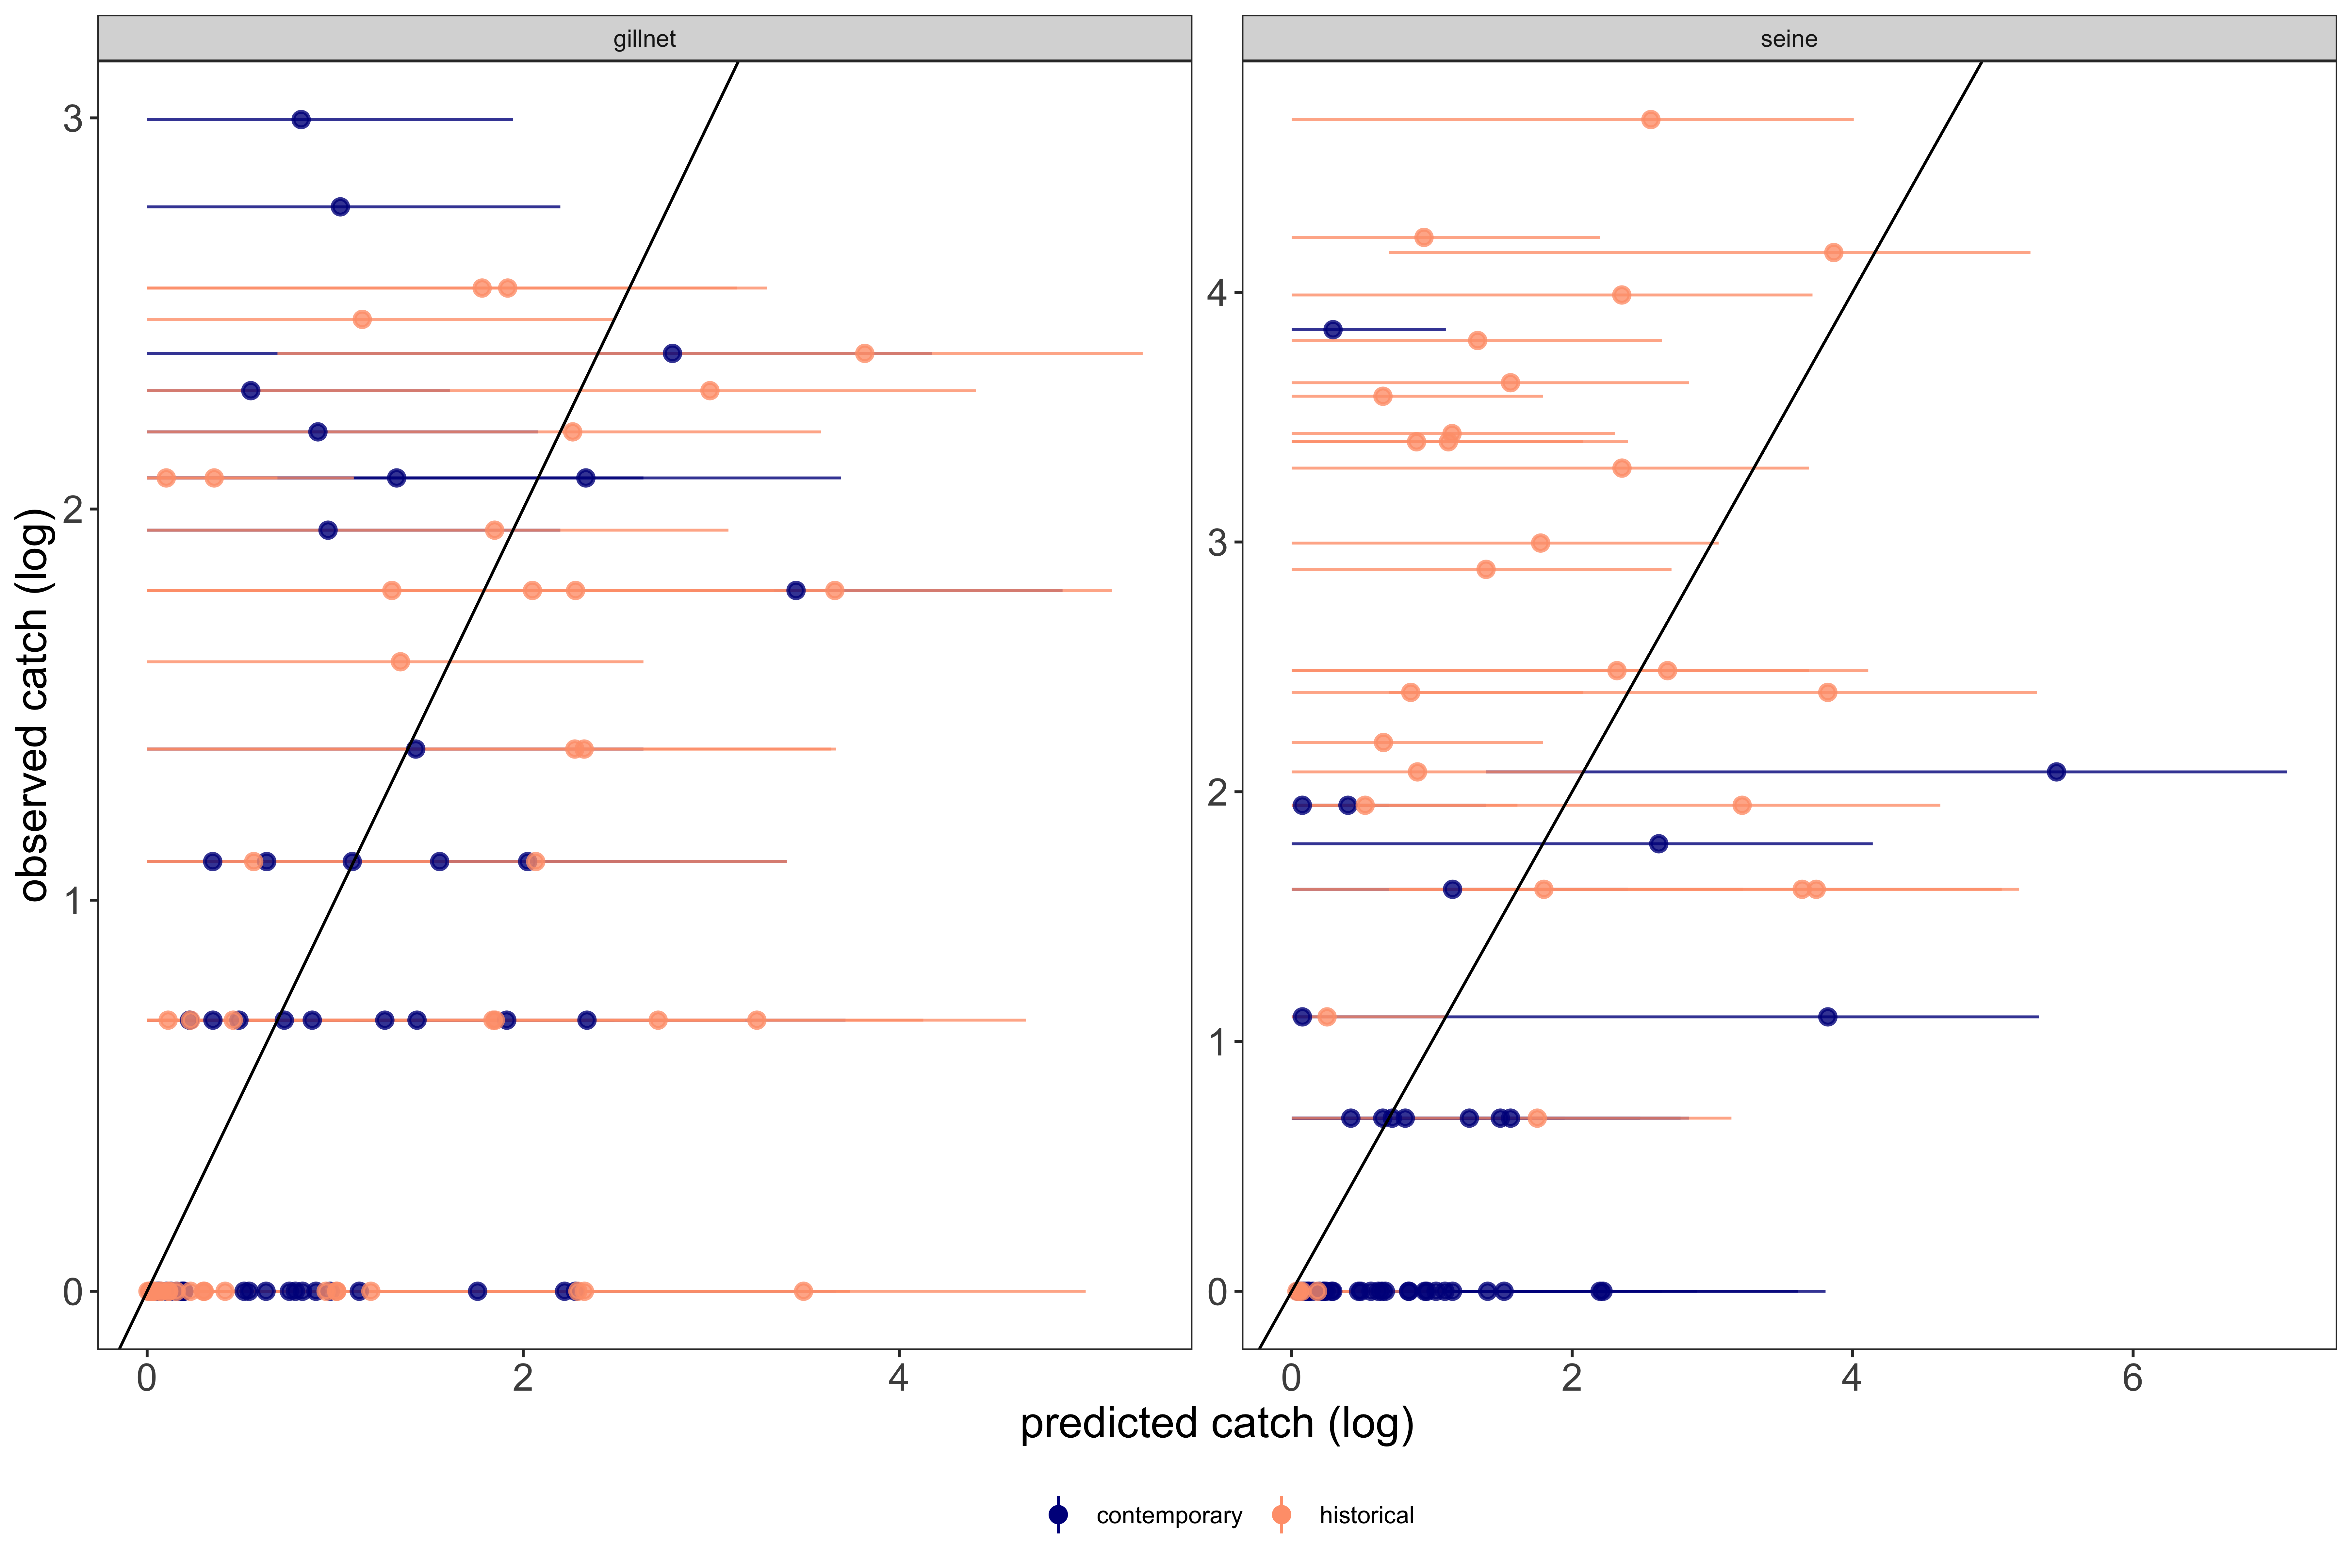 gillnet
seine
observed catch (log)
3
2
1
0
4
3
2
1
0
0 2 4
0 2 4 6
predicted catch (log)
contemporary historical